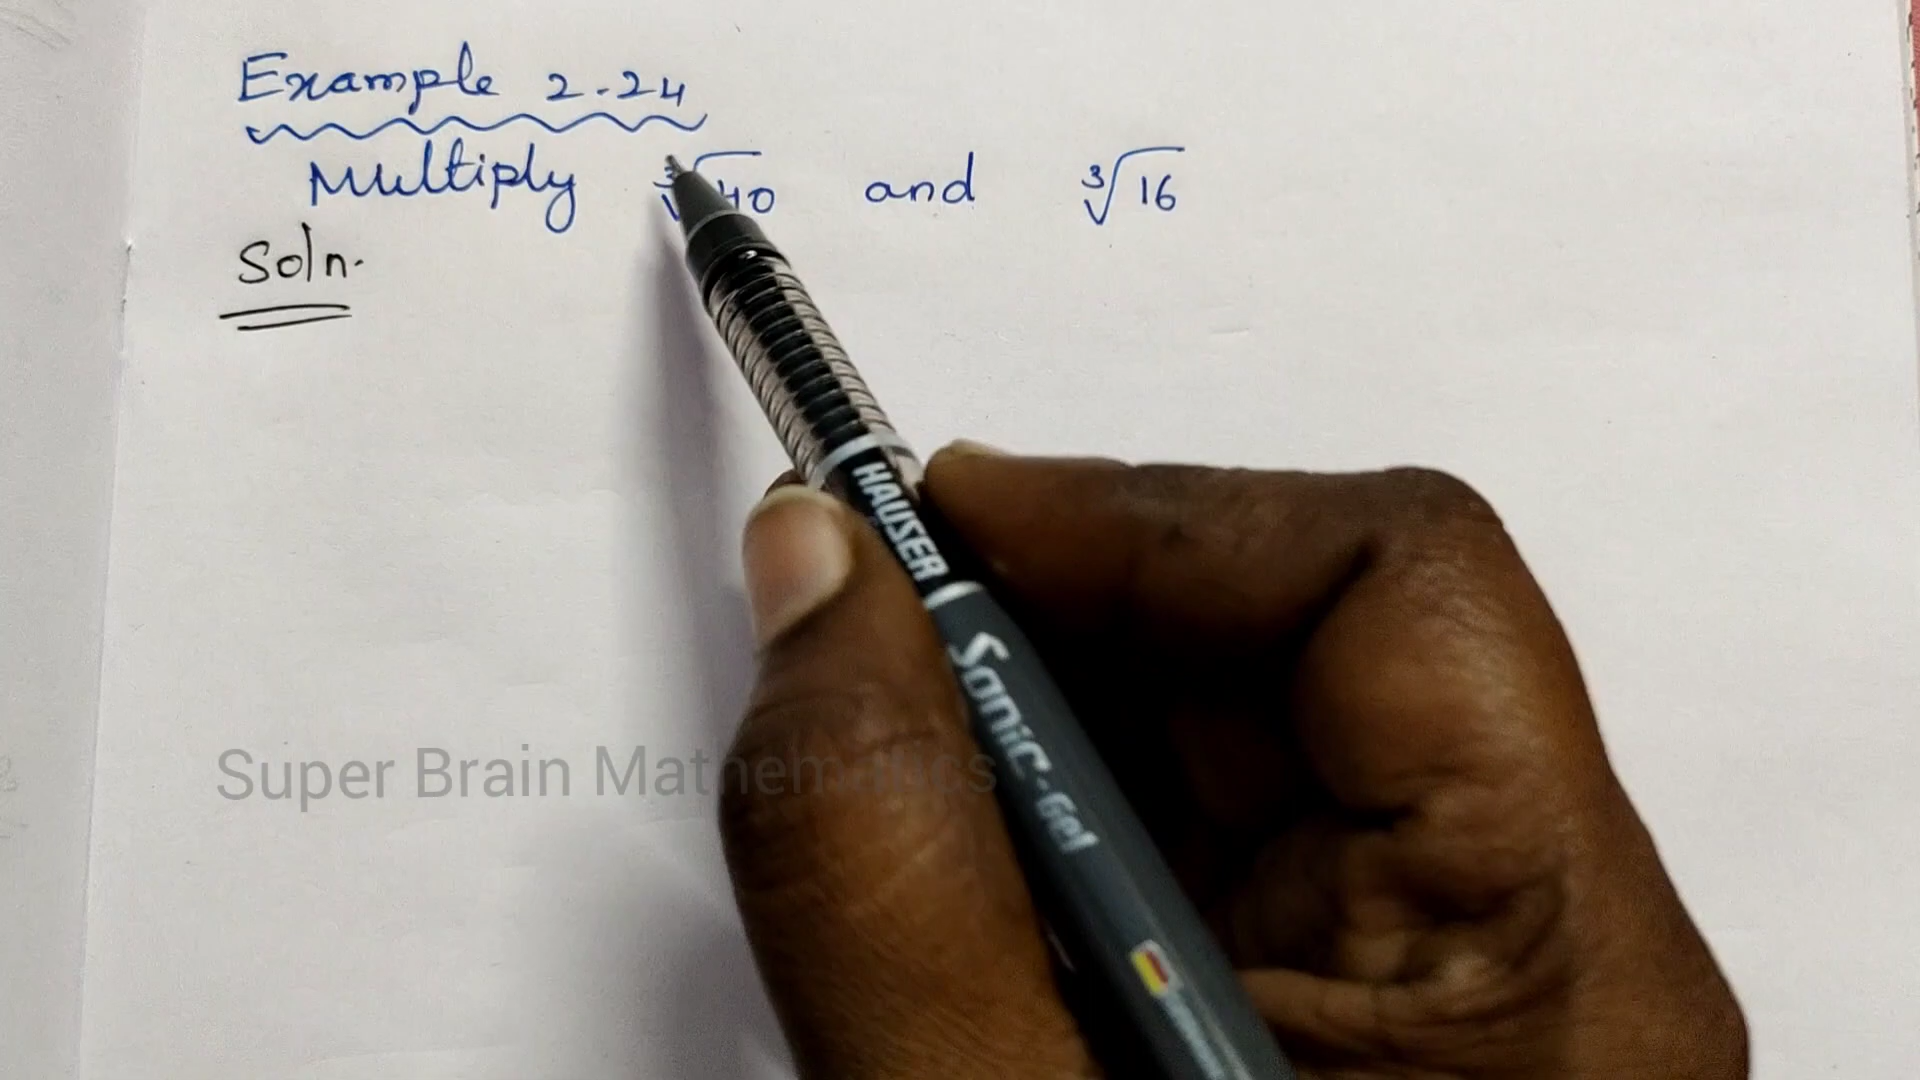 Example 2.24
Multiply ∛40 and ∛16
Soln.
HAUSER
Sonic-Gel
Super Brain Mathematics